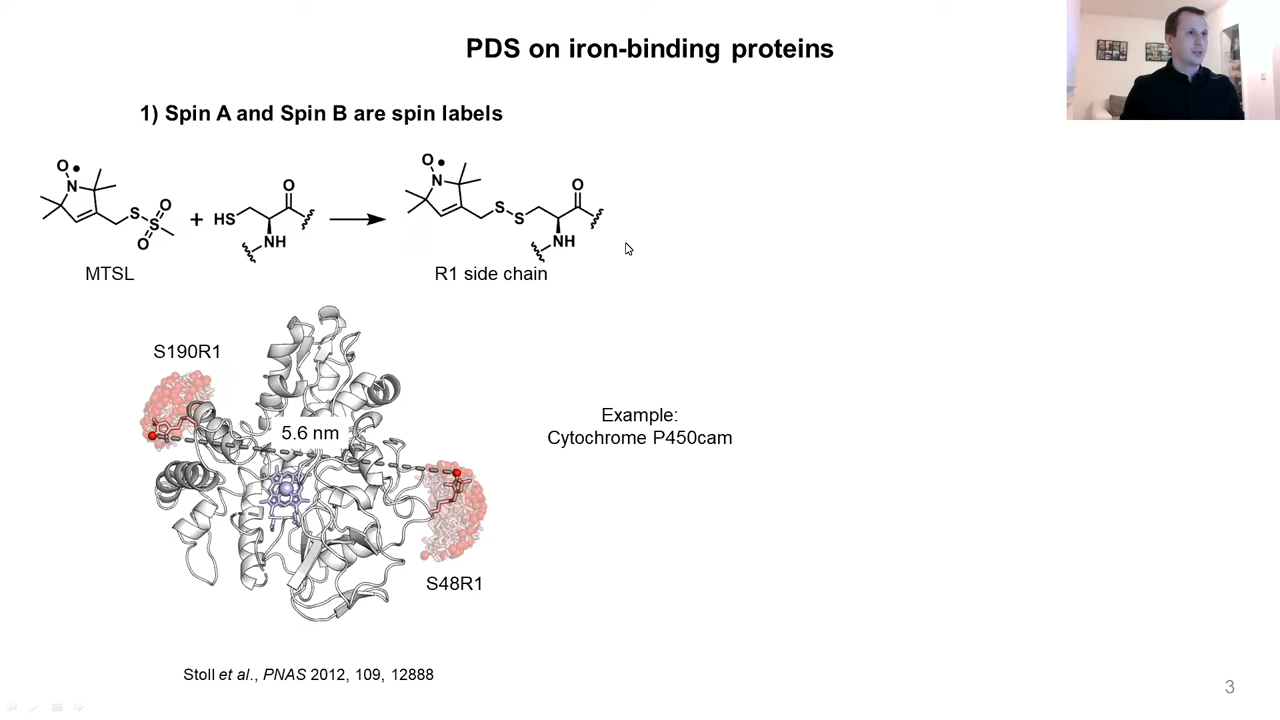 PDS on iron-binding proteins
1) Spin A and Spin B are spin labels
O
N
S
O
S
O
+
HS
O
NH
O
N
S
S
O
NH
MTSL
R1 side chain
S190R1
5.6 nm
Example:
Cytochrome P450cam
S48R1
Stoll et al., PNAS 2012, 109, 12888
3